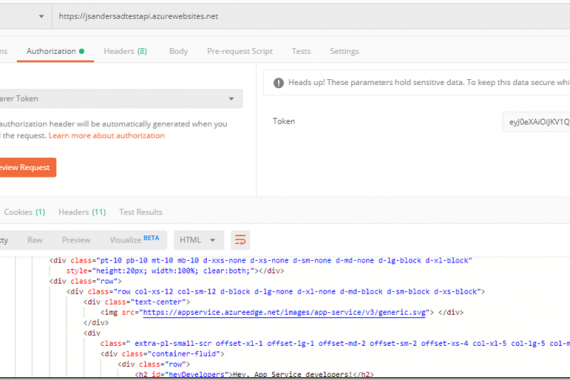 https://jsandersadtestapi.azurewebsites.net
Authorization Headers (8) Body Pre-request Script Tests Settings
Heads up! These parameters hold sensitive data. To keep this data secure
Token
Token
authorization header will be automatically generated when you
the request. Learn more about authorization
Request
Cookies (1) Headers (11) Test Results
Raw Preview Visualize BETA HTML
<div class="pt-10 pb-10 mt-10 mb-10 d-xxs-none d-xs-none d-sm-none d-md-none d-lg-block d-xl-block"
style="height:20px; width:100%; clear:both;"></div>
<div class="row">
<div class="row col-xs-12 col-sm-12 d-block d-lg-none d-xl-none d-md-block d-sm-block d-xs-block">
<div class="text-center">
<img src="https://appservice.azureedge.net/images/app-service/v3/generic.svg"> </div>
</div>
<div
class=" extra-pl-small-scr offset-xl-1 offset-lg-1 offset-md-2 offset-sm-2 offset-xs-4 col-xl-5 col-lg-5
<div class="container-fluid">
<div class="row">
<h2 id="heyDevelopers">Hey, App Service developers!</h2>